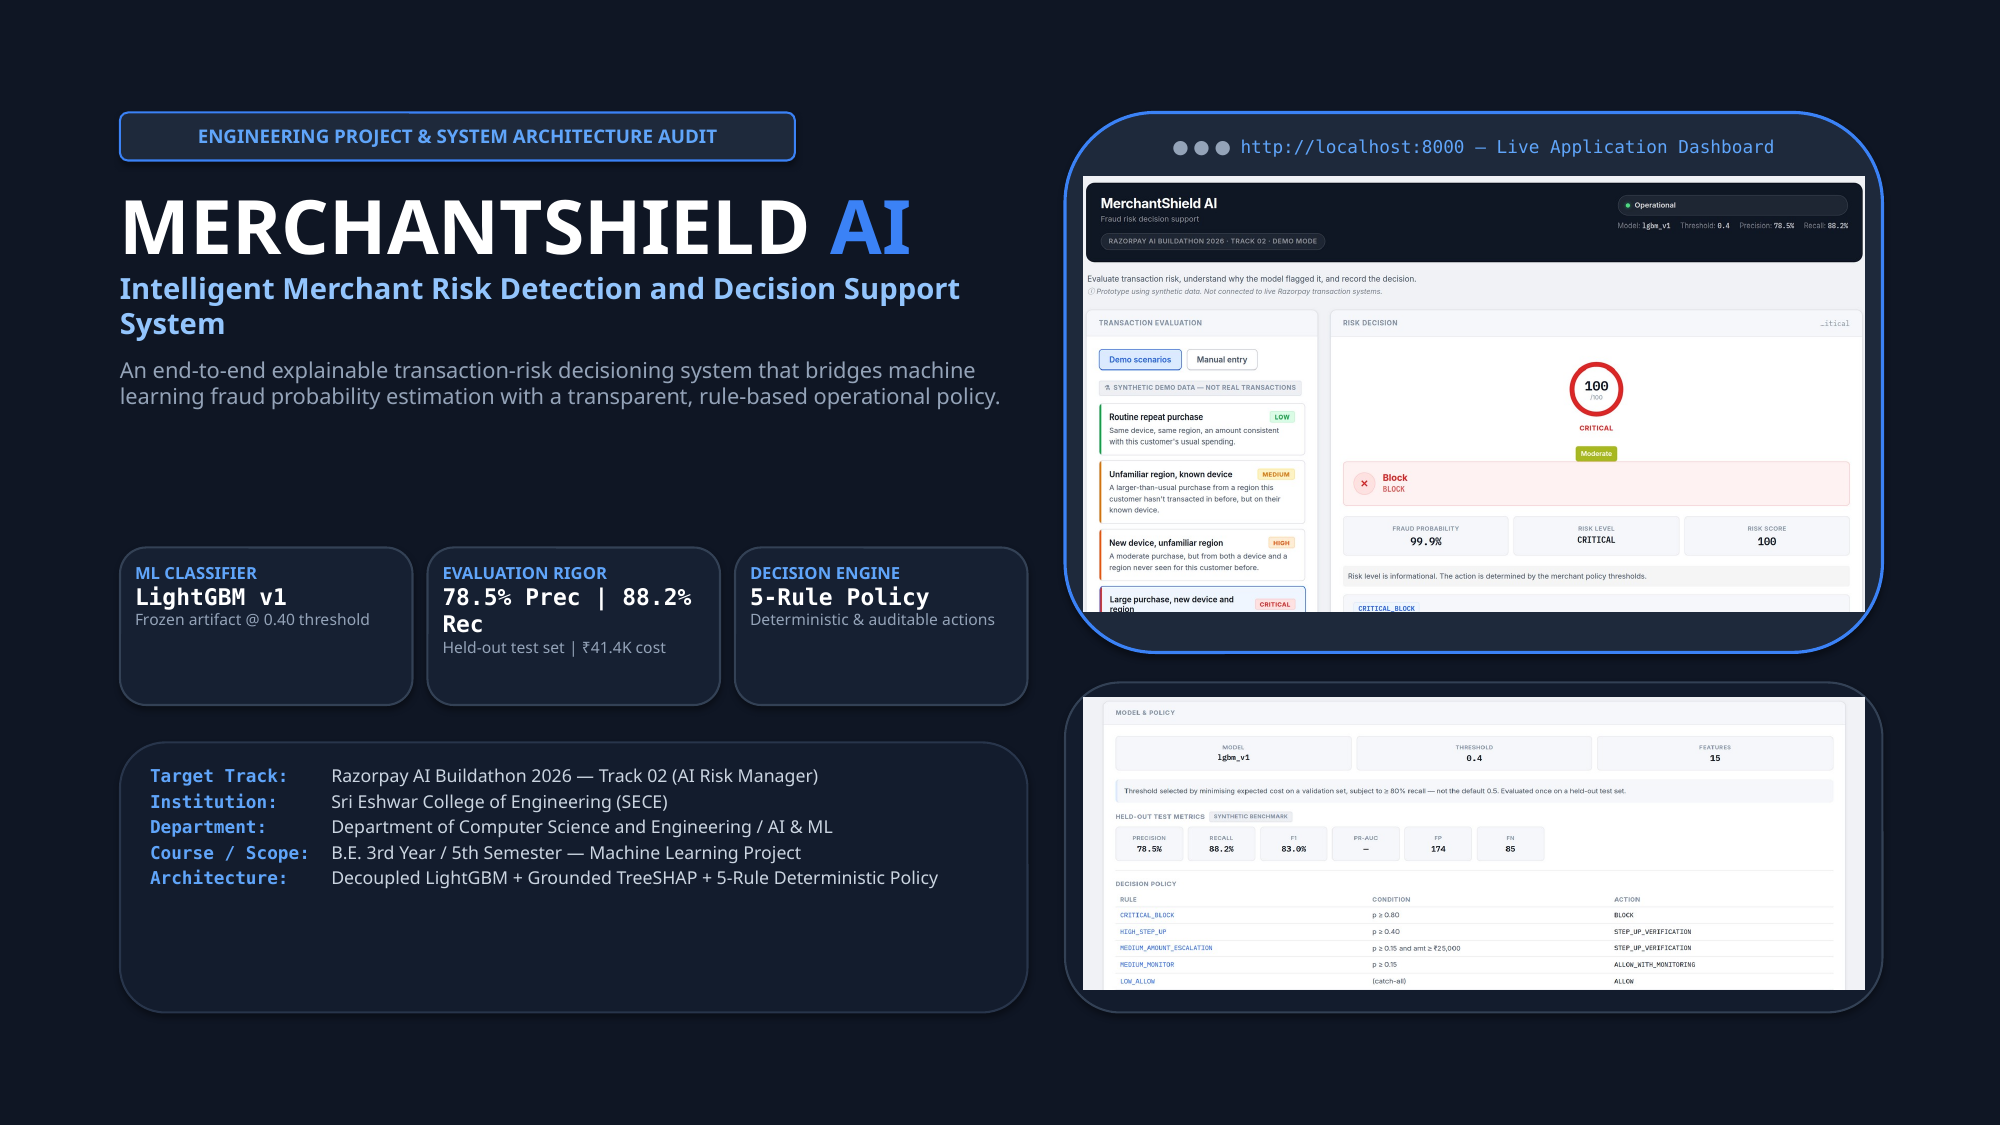 ENGINEERING PROJECT & SYSTEM ARCHITECTURE AUDIT
MERCHANTSHIELD AI
Intelligent Merchant Risk Detection and Decision Support
System
An end-to-end explainable transaction-risk decisioning system that bridges machine
learning fraud probability estimation with a transparent, rule-based operational policy.
ML CLASSIFIER
LightGBM v1
Frozen artifact @ 0.40 threshold
EVALUATION RIGOR
78.5% Prec | 88.2%
Rec
Held-out test set | ₹41.4K cost
DECISION ENGINE
5-Rule Policy
Deterministic & auditable actions
Target Track: Razorpay AI Buildathon 2026 — Track 02 (AI Risk Manager)
Institution: Sri Eshwar College of Engineering (SECE)
Department: Department of Computer Science and Engineering / AI & ML
Course / Scope: B.E. 3rd Year / 5th Semester — Machine Learning Project
Architecture: Decoupled LightGBM + Grounded TreeSHAP + 5-Rule Deterministic Policy
● ● ● http://localhost:8000 — Live Application Dashboard
MerchantShield AI
Fraud risk decision support
RAZORPAY AI BUILDATHON 2026 · TRACK 02 · DEMO MODE
Operational
Model: lgbm_v1 Threshold: 0.4 Precision: 78.5% Recall: 88.2%
Evaluate transaction risk, understand why the model flagged it, and record the decision.
ⓘ Prototype using synthetic data. Not connected to live Razorpay transaction systems.
TRANSACTION EVALUATION
Demo scenarios Manual entry
SYNTHETIC DEMO DATA — NOT REAL TRANSACTIONS
Routine repeat purchase LOW
Same device, same region, an amount consistent
with this customer's usual spending.
Unfamiliar region, known device MEDIUM
A larger-than-usual purchase from a region this
customer hasn't transacted in before, but on their
known device.
New device, unfamiliar region HIGH
A moderate purchase, but from both a device and a
region never seen for this customer before.
Large purchase, new device and
region CRITICAL
RISK DECISION _itical
100
/100
CRITICAL
Moderate
× Block
BLOCK
FRAUD PROBABILITY
99.9%
RISK LEVEL
CRITICAL
RISK SCORE
100
Risk level is informational. The action is determined by the merchant policy thresholds.
CRITICAL_BLOCK
MODEL & POLICY
MODEL
lgbm_v1
THRESHOLD
0.4
FEATURES
15
Threshold selected by minimising expected cost on a validation set, subject to ≥ 80% recall — not the default 0.5. Evaluated once on a held-out test set.
HELD-OUT TEST METRICS SYNTHETIC BENCHMARK
PRECISION
78.5%
RECALL
88.2%
F1
83.0%
PR-AUC
—
FP
174
FN
85
DECISION POLICY
RULE CONDITION ACTION
CRITICAL_BLOCK p ≥ 0.80 BLOCK
HIGH_STEP_UP p ≥ 0.40 STEP_UP_VERIFICATION
MEDIUM_AMOUNT_ESCALATION p ≥ 0.15 and amt ≥ ₹25,000 STEP_UP_VERIFICATION
MEDIUM_MONITOR p ≥ 0.15 ALLOW_WITH_MONITORING
LOW_ALLOW (catch-all) ALLOW